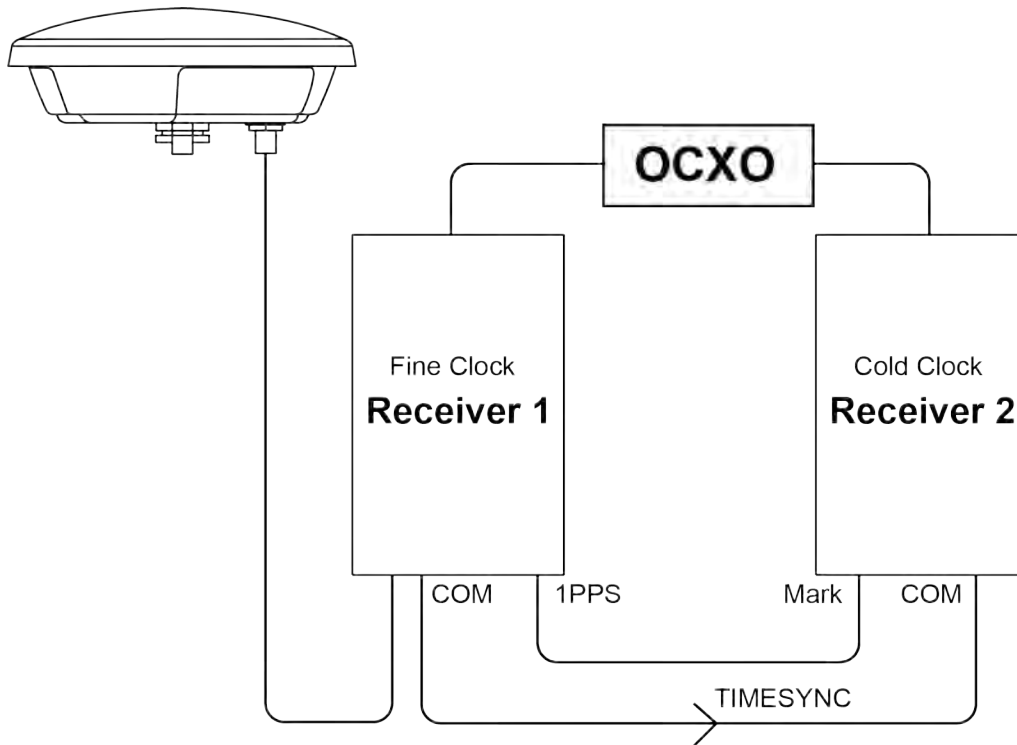 OCXO
Fine Clock
Receiver 1
Cold Clock
Receiver 2
COM
1PPS
Mark
COM
TIMESYNC